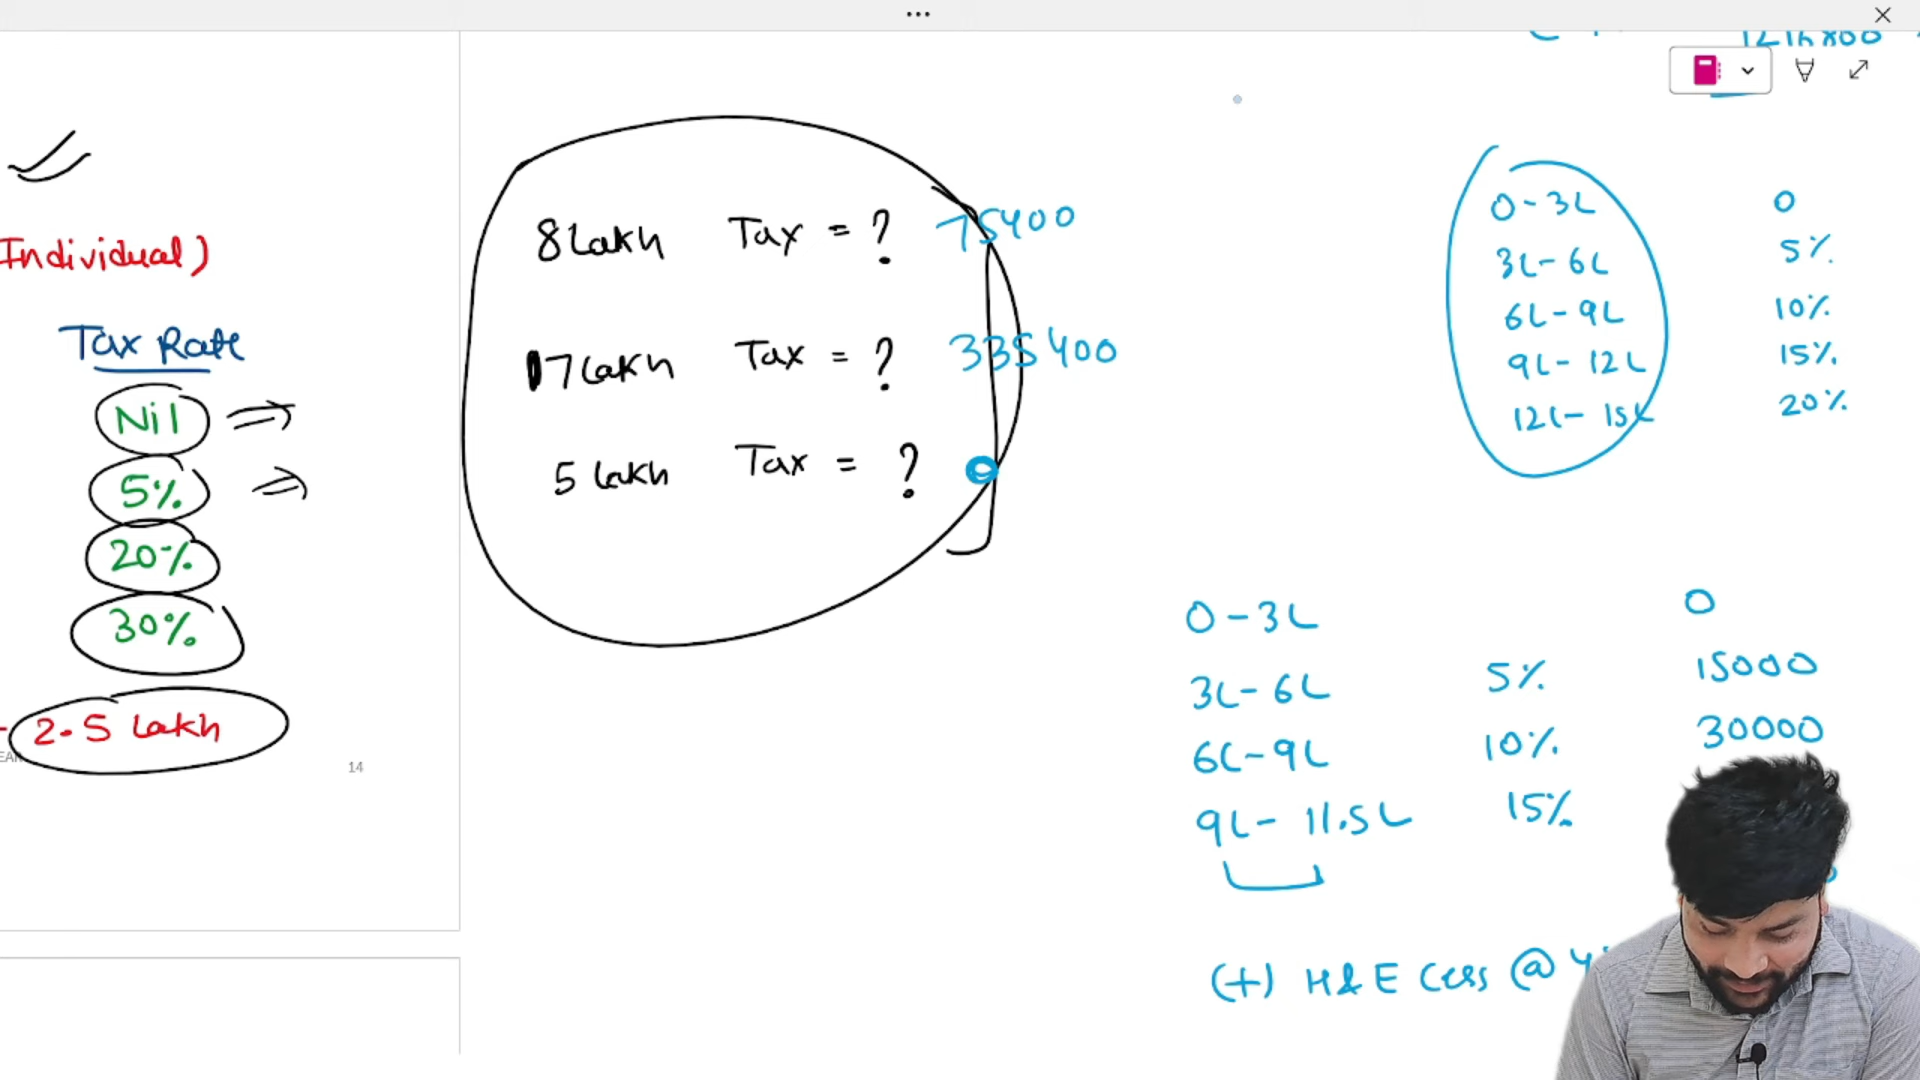 Individual)
Tax Rate
Nil
5%
20%
30%
2.5 Lakh
14
8 Lakh Tax = ? 75400
17 Lakh Tax = ? 335400
5 Lakh Tax = ? 0
0-3L 0
3L-6L 5%
6L-9L 10%
9L-12L 15%
12L-15L 20%
0-3L 0
3L-6L 5% 15000
6L-9L 10% 30000
9L-11.5L 15%
(+) H&E Cess @